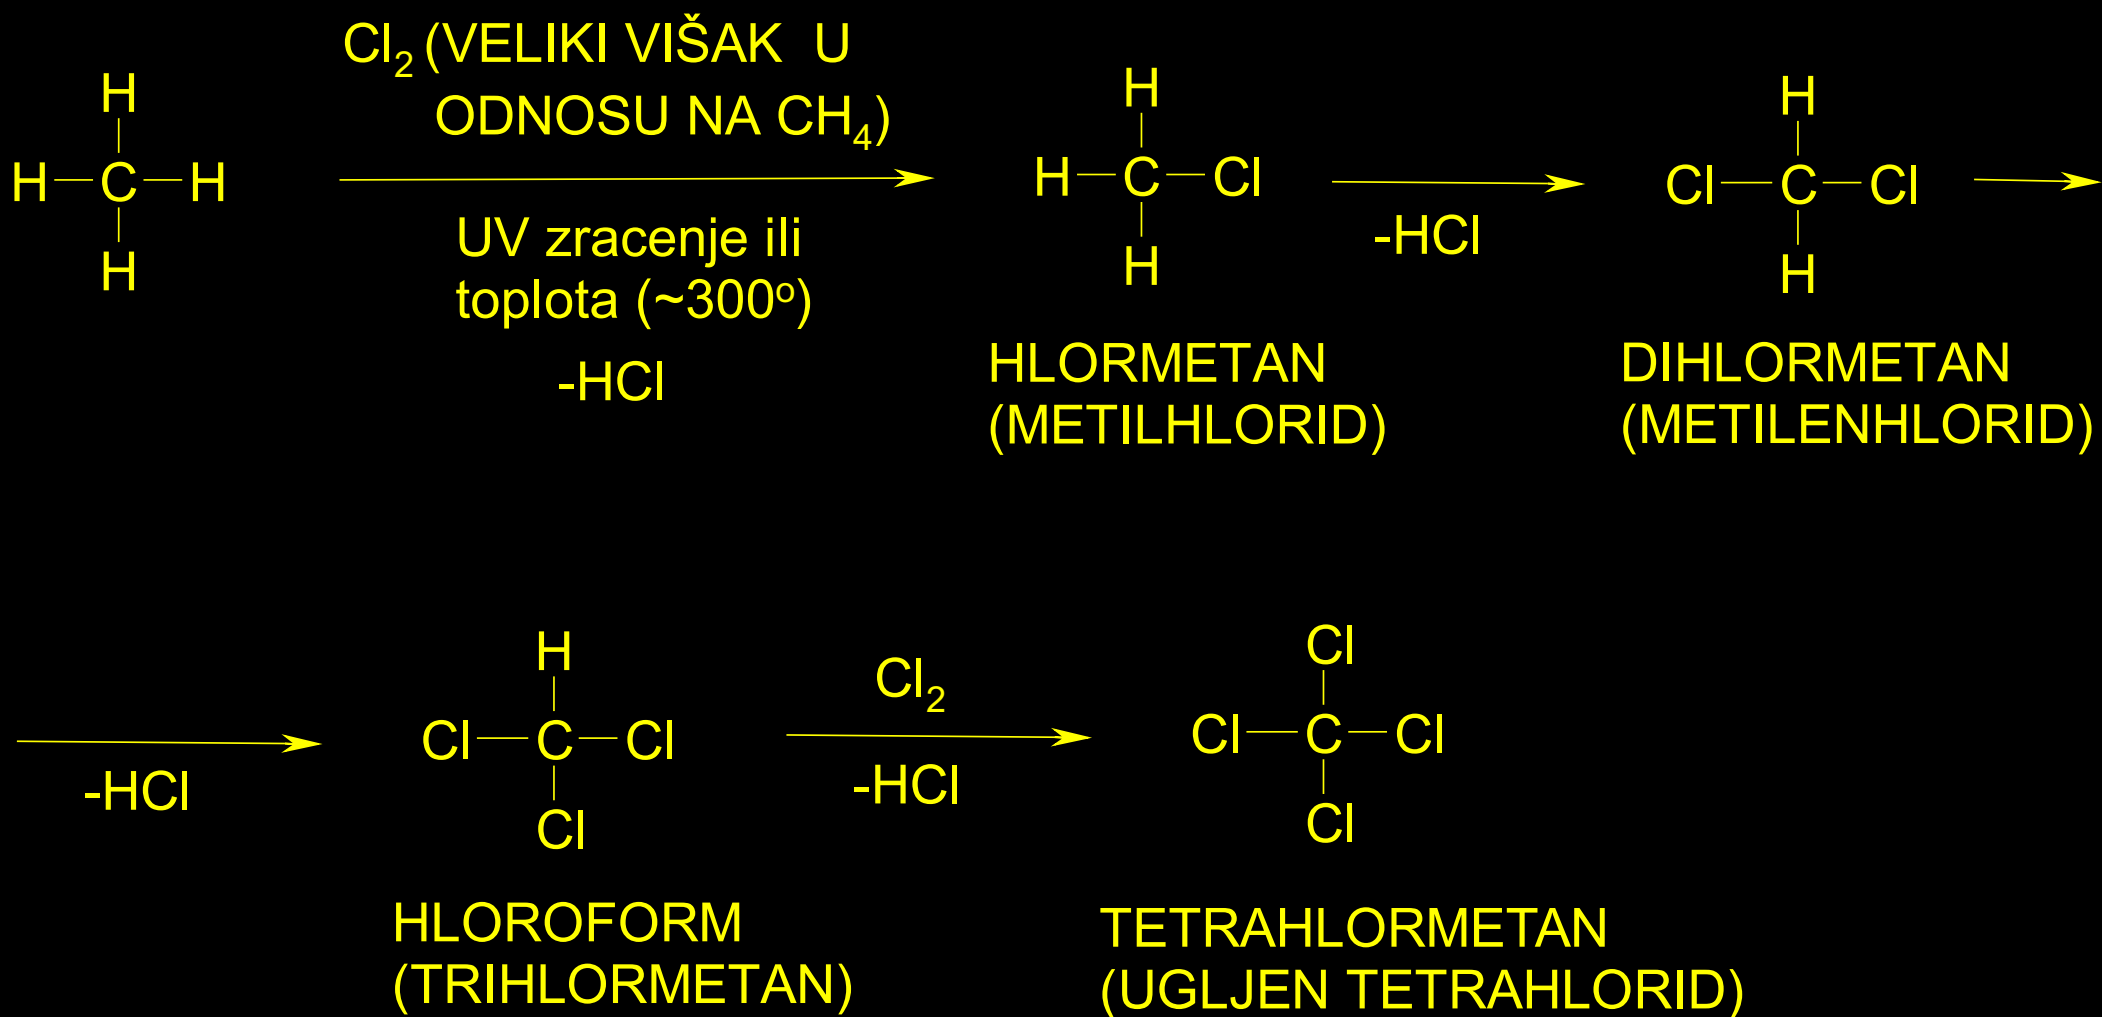 Cl₂ (VELIKI VIŠAK U
ODNOSU NA CH₄)
H
H C H
H
UV zracenje ili
toplota (~300°)
-HCl
H
H C Cl
H
-HCl
H
Cl C Cl
H
HLORMETAN
(METILHLORID)
DIHLORMETAN
(METILENHLORID)
-HCl
H
Cl C Cl
Cl
Cl₂
-HCl
Cl
Cl C Cl
Cl
HLOROFORM
(TRIHLORMETAN)
TETRAHLORMETAN
(UGLJEN TETRAHLORID)